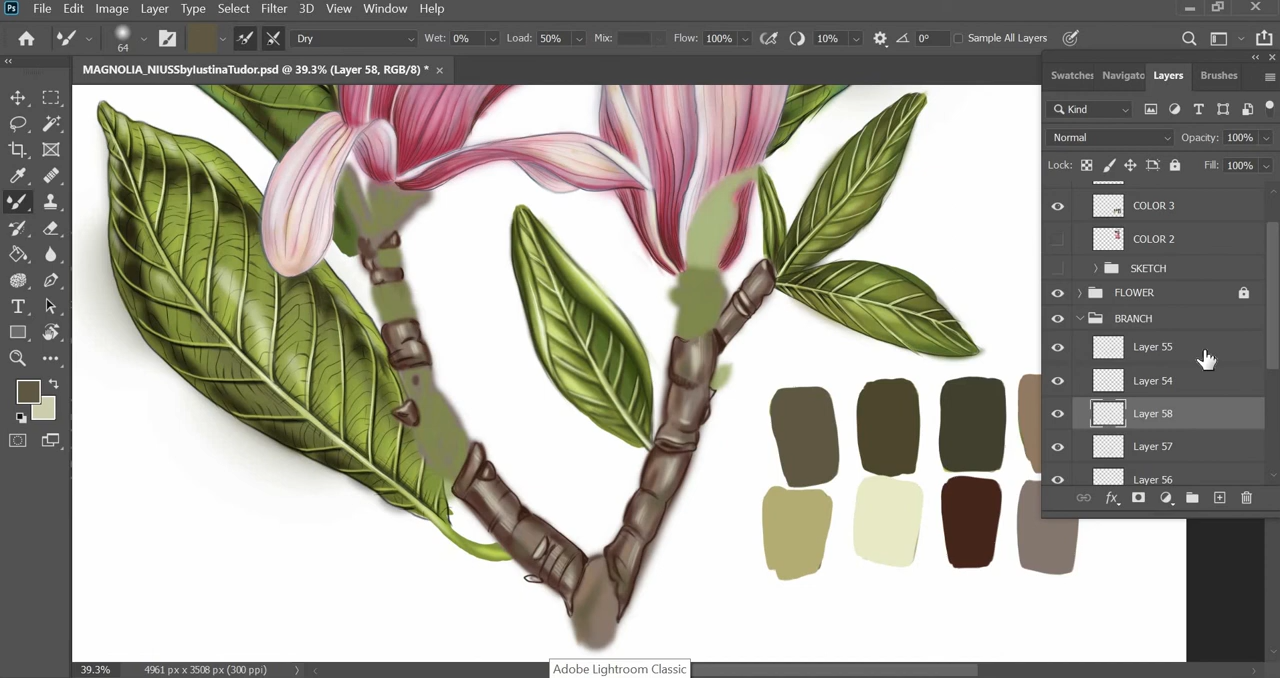 Ps File Edit Image Layer Type Select Filter 3D View Window Help
64 Dry Wet: 0% Load: 50% Mix: Flow: 100% 10% 0° Sample All Layers
MAGNOLIA_NIUSSbyIustinaTudor.psd @ 39.3% (Layer 58, RGB/8) * ×
Swatches Navigato Layers Brushes
Kind
Normal Opacity: 100%
Lock: Fill: 100%
COLOR 3
COLOR 2
SKETCH
FLOWER
BRANCH
Layer 55
Layer 54
Layer 58
Layer 57
Layer 56
fx
39.3% 4961 px x 3508 px (300 ppi)
Adobe Lightroom Classic